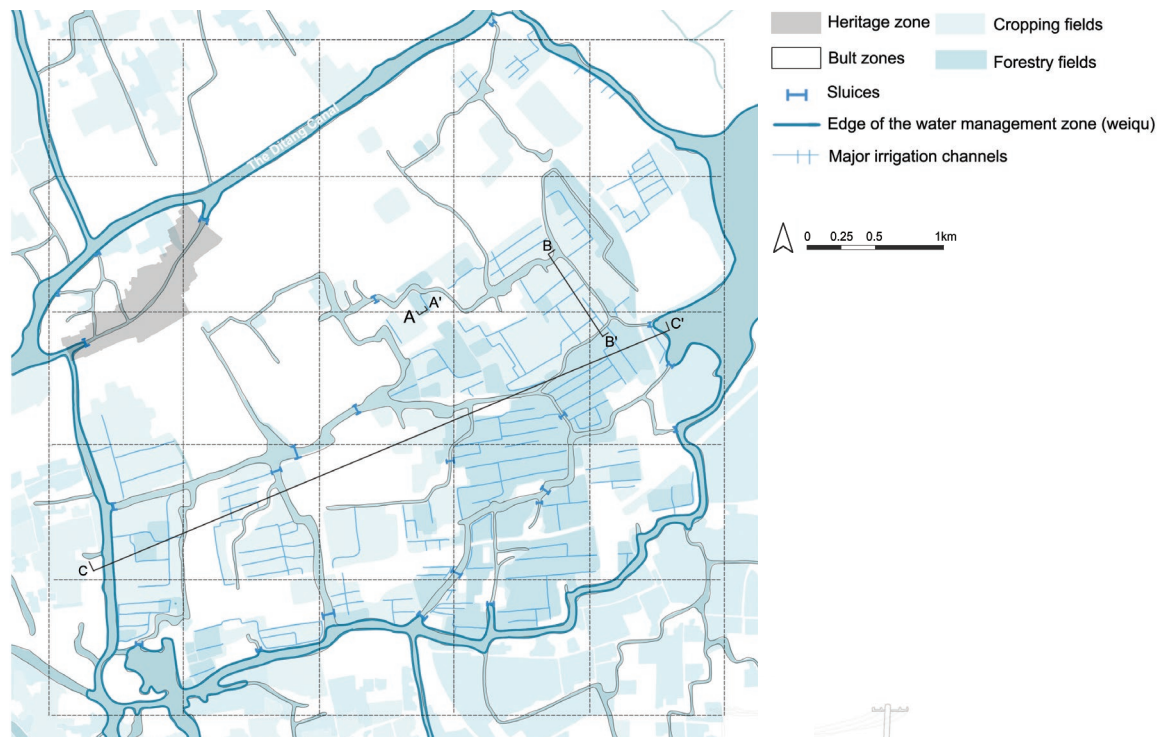 Heritage zone
Cropping fields
Bult zones
Forestry fields
Sluices
Edge of the water management zone (weiqu)
Major irrigation channels
0 0.25 0.5 1km
The Ditang Canal
B
A A'
B'
C'
C